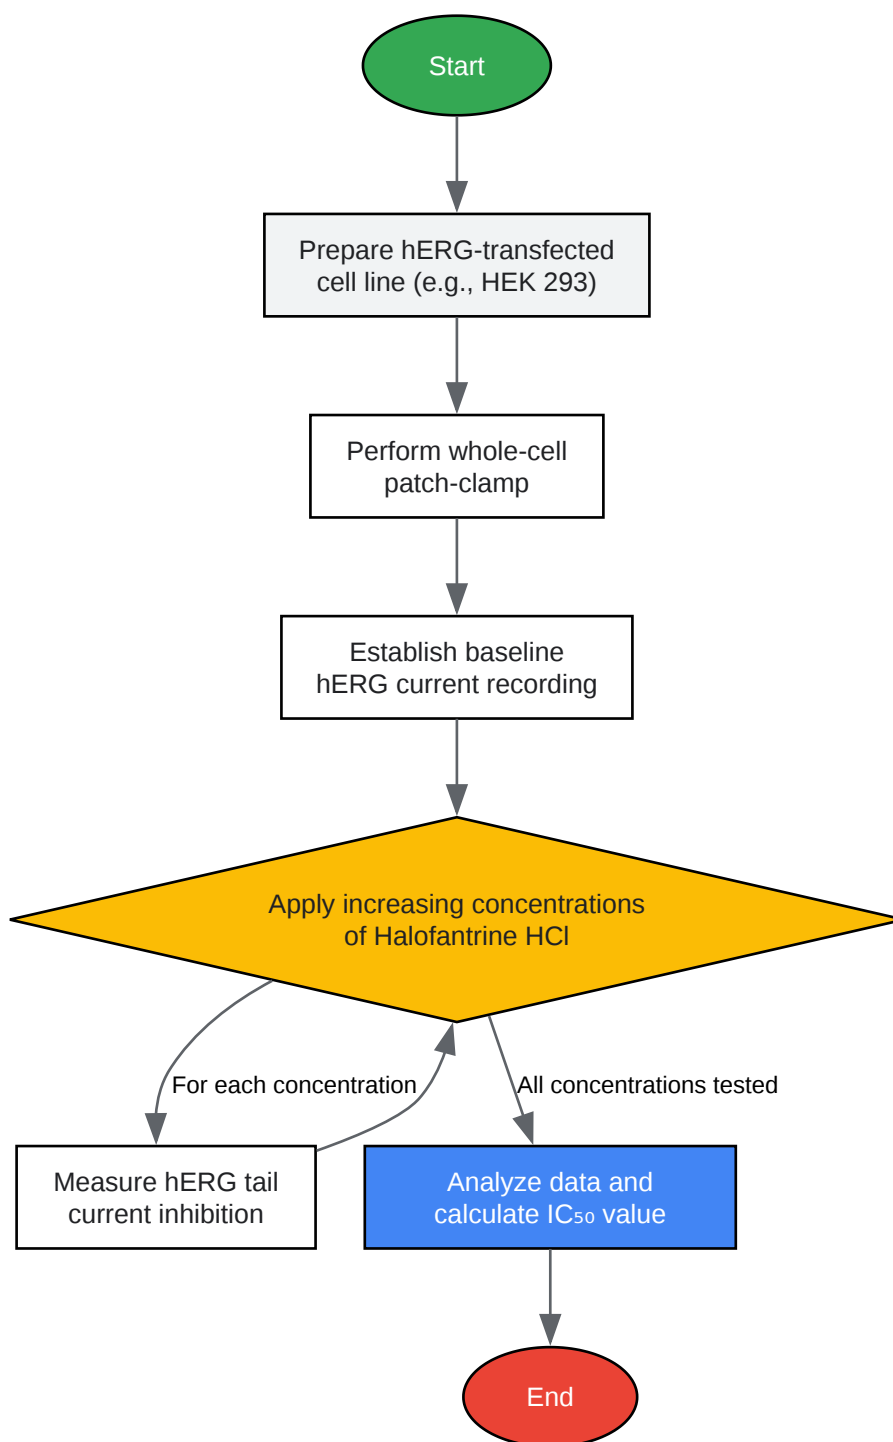 Start
Prepare hERG-transfected
cell line (e.g., HEK 293)
Perform whole-cell
patch-clamp
Establish baseline
hERG current recording
Apply increasing concentrations
of Halofantrine HCl
For each concentration
All concentrations tested
Measure hERG tail
current inhibition
Analyze data and
calculate IC₅₀ value
End